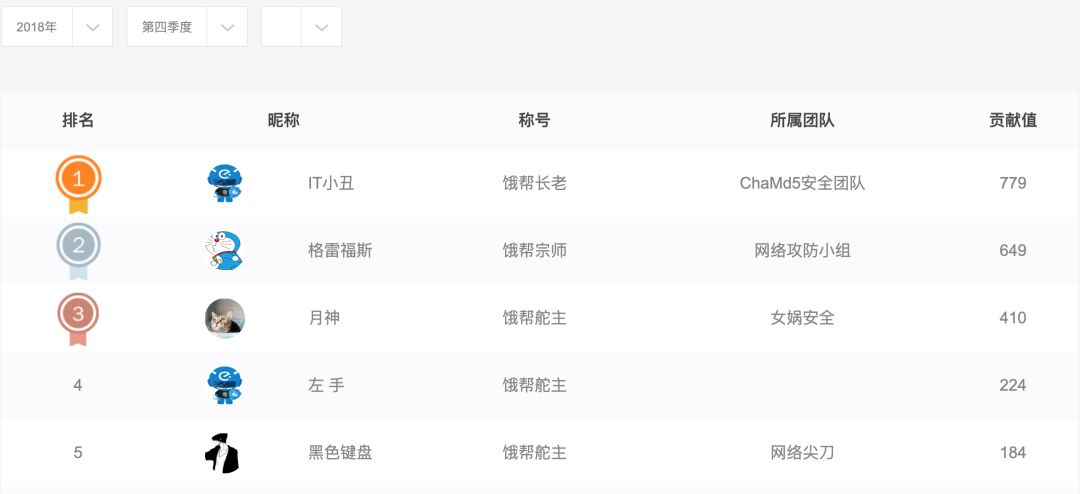 2018年 第四季度
排名 昵称 称号 所属团队 贡献值
1 IT小丑 饿帮长老 ChaMd5安全团队 779
2 格雷福斯 饿帮宗师 网络攻防小组 649
3 月神 饿帮舵主 女娲安全 410
4 左 手 饿帮舵主 224
5 黑色键盘 饿帮舵主 网络尖刀 184